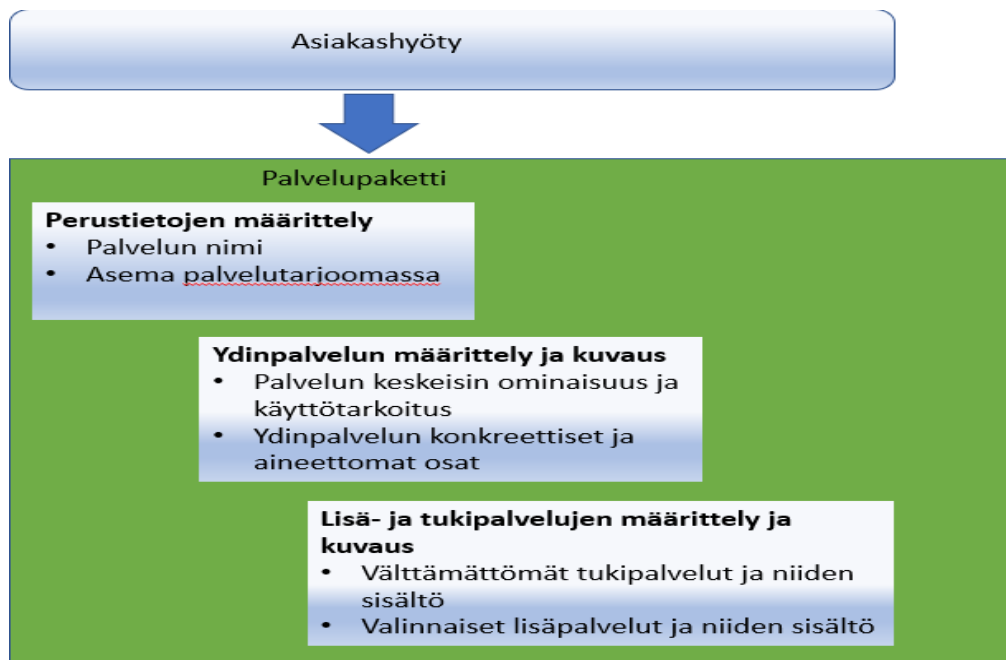 Asiakashyöty
Palvelupaketti
Perustietojen määrittely
• Palvelun nimi
• Asema palvelutarjoomassa
Ydinpalvelun määrittely ja kuvaus
• Palvelun keskeisin ominaisuus ja
käyttötarkoitus
• Ydinpalvelun konkreettiset ja
aineettomat osat
Lisä- ja tukipalvelujen määrittely ja
kuvaus
• Välttämättömät tukipalvelut ja niiden
sisältö
• Valinnaiset lisäpalvelut ja niiden sisältö